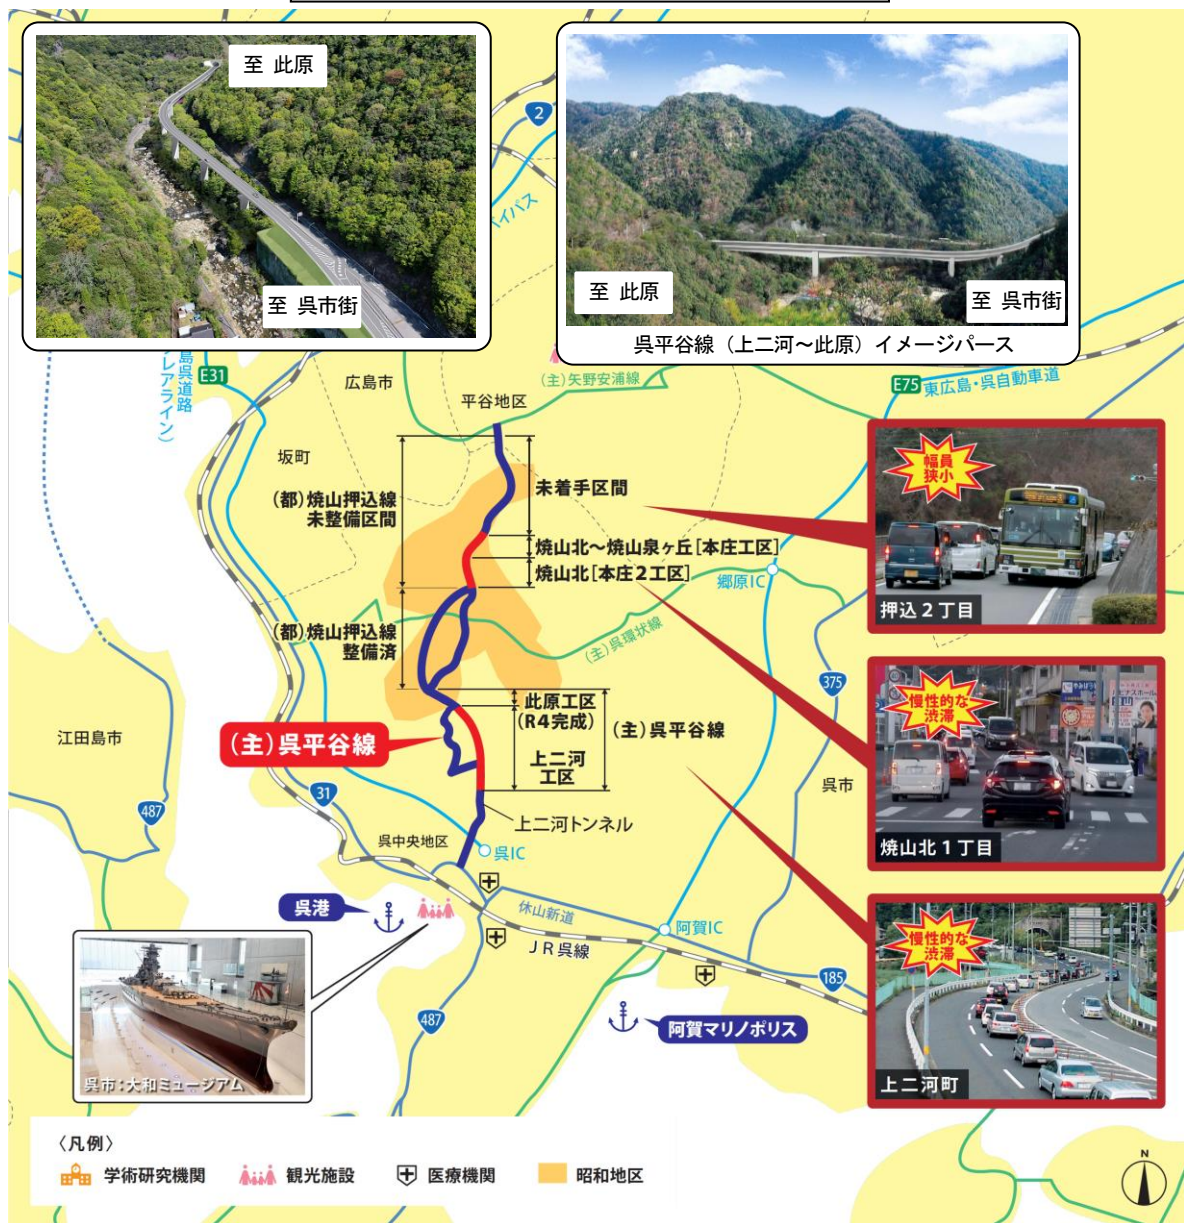 至 此原
至 呉市街
至 此原
至 呉市街
呉平谷線（上二河～此原）イメージパース
2
バイパス
島呉道路
レアライン）
E31
広島市
(主)矢野安浦線
E75
東広島・呉自動車道
平谷地区
坂町
(都)焼山押込線
未整備区間
未着手区間
焼山北～焼山泉ヶ丘[本庄工区]
焼山北[本庄２工区]
郷原IC
(都)焼山押込線
整備済
(主)呉環状線
375
此原工区
(R4完成)
(主)呉平谷線
上二河
工区
(主)呉平谷線
江田島市
呉市
31
487
上二河トンネル
呉中央地区
呉IC
呉港
休山新道
阿賀IC
JR呉線
185
487
阿賀マリノポリス
呉市:大和ミュージアム
幅員
狭小
押込２丁目
慢性的な
渋滞
焼山北１丁目
慢性的な
渋滞
上二河町
〈凡例〉
学術研究機関
観光施設
医療機関
昭和地区
N